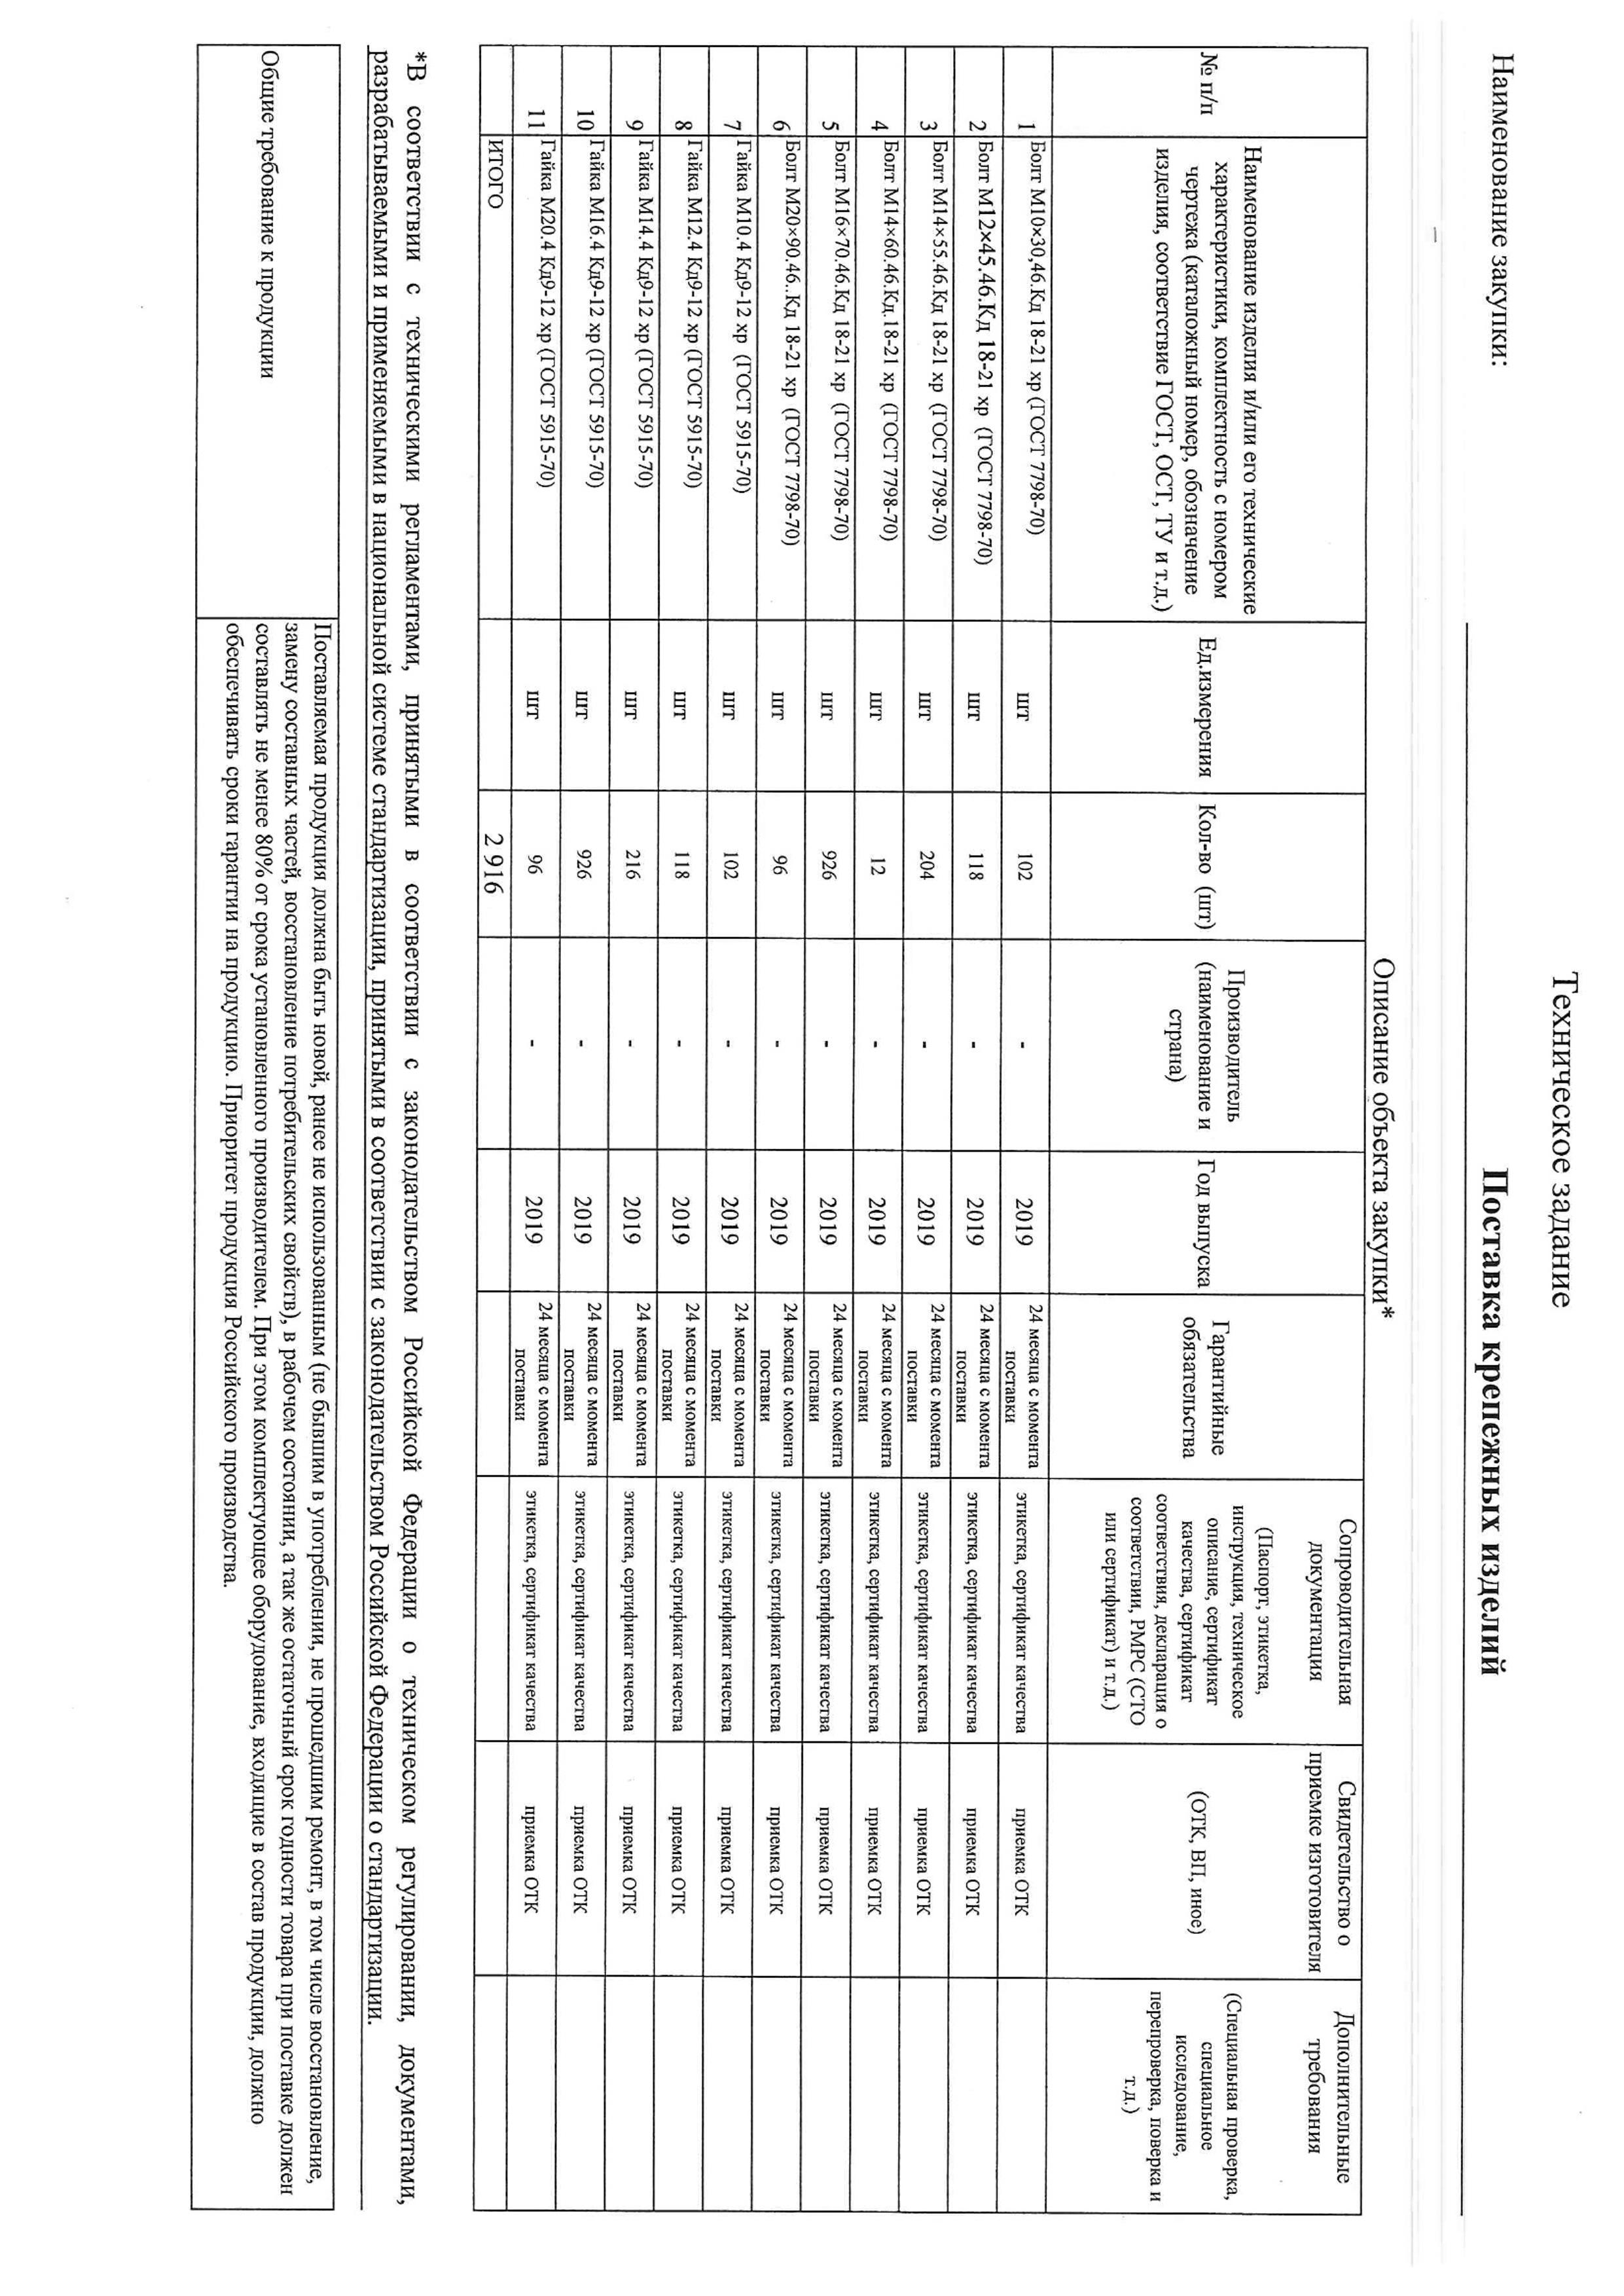 Техническое задание
Наименование закупки:
Поставка крепежных изделий
Описание объекта закупки*
№ п/п
Наименование изделия и/или его технические
характеристики, комплектность с номером
чертежа (каталожный номер, обозначение
изделия, соответствие ГОСТ, ОСТ, ТУ и т.д.)
Ед.измерения
Кол-во (шт)
Производитель
(наименование и
страна)
Год выпуска
Гарантийные
обязательства
Сопроводительная
документация
(Паспорт, этикетка,
инструкция, техническое
описание, сертификат
качества, сертификат
соответствия, декларация о
соответствии, РМРС (СТО
или сертификат) и т.д.)
Свидетельство о
приемке изготовителя
(ОТК, ВП, иное)
Дополнительные
требования
(Специальная проверка,
специальное
исследование,
перепроверка, поверка и
т.д.)
1 Болт М10×30,46.Кд 18-21 хр (ГОСТ 7798-70) шт 102 - 2019 24 месяца с момента поставки этикетка, сертификат качества приемка ОТК
2 Болт М12×45.46.Кд 18-21 хр (ГОСТ 7798-70) шт 118 - 2019 24 месяца с момента поставки этикетка, сертификат качества приемка ОТК
3 Болт М14×55.46.Кд 18-21 хр (ГОСТ 7798-70) шт 204 - 2019 24 месяца с момента поставки этикетка, сертификат качества приемка ОТК
4 Болт М14×60.46.Кд.18-21 хр (ГОСТ 7798-70) шт 12 - 2019 24 месяца с момента поставки этикетка, сертификат качества приемка ОТК
5 Болт М16×70.46.Кд 18-21 хр (ГОСТ 7798-70) шт 926 - 2019 24 месяца с момента поставки этикетка, сертификат качества приемка ОТК
6 Болт М20×90.46..Кд 18-21 хр (ГОСТ 7798-70) шт 96 - 2019 24 месяца с момента поставки этикетка, сертификат качества приемка ОТК
7 Гайка М10.4 Кд9-12 хр (ГОСТ 5915-70) шт 102 - 2019 24 месяца с момента поставки этикетка, сертификат качества приемка ОТК
8 Гайка М12.4 Кд9-12 хр (ГОСТ 5915-70) шт 118 - 2019 24 месяца с момента поставки этикетка, сертификат качества приемка ОТК
9 Гайка М14.4 Кд9-12 хр (ГОСТ 5915-70) шт 216 - 2019 24 месяца с момента поставки этикетка, сертификат качества приемка ОТК
10 Гайка М16.4 Кд9-12 хр (ГОСТ 5915-70) шт 926 - 2019 24 месяца с момента поставки этикетка, сертификат качества приемка ОТК
11 Гайка М20.4 Кд9-12 хр (ГОСТ 5915-70) шт 96 - 2019 24 месяца с момента поставки этикетка, сертификат качества приемка ОТК
ИТОГО 2 916
*В соответствии с техническими регламентами, принятыми в соответствии с законодательством Российской Федерации о техническом регулировании, документами,
разрабатываемыми и применяемыми в национальной системе стандартизации, принятыми в соответствии с законодательством Российской Федерации о стандартизации.
Общие требование к продукции
Поставляемая продукция должна быть новой, ранее не использованным (не бывшим в употреблении, не прошедшим ремонт, в том числе восстановление,
замену составных частей, восстановление потребительских свойств), в рабочем состоянии, а так же остаточный срок годности товара при поставке должен
составлять не менее 80% от срока установленного производителем. При этом комплектующее оборудование, входящие в состав продукции, должно
обеспечивать сроки гарантии на продукцию. Приоритет продукция Российского производства.